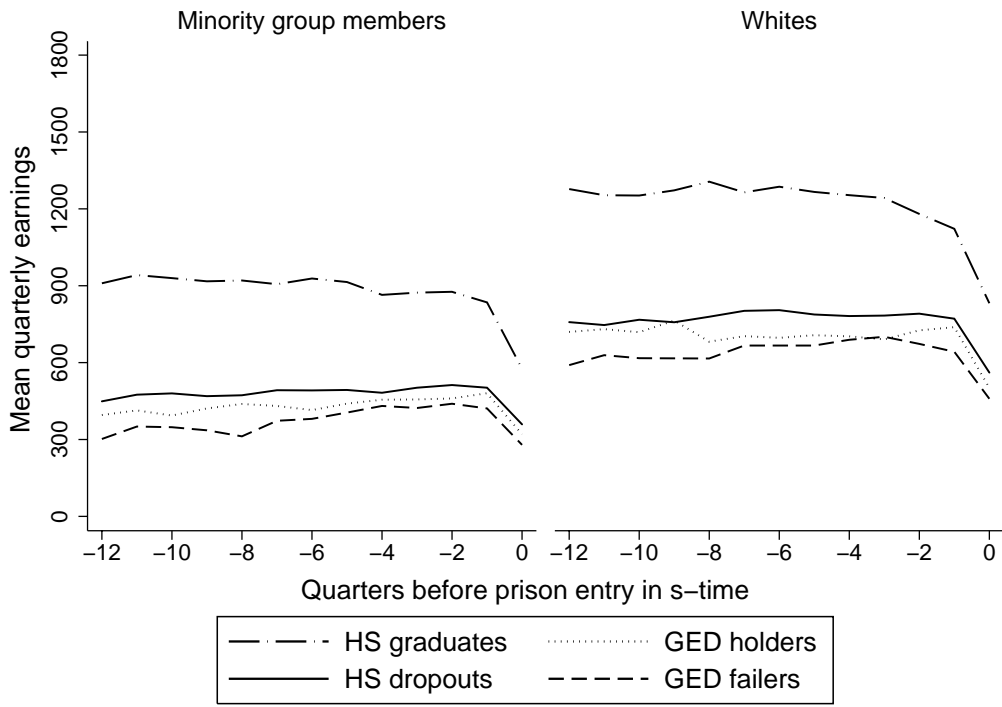 Minority group members
Whites
Mean quarterly earnings
1800
1500
1200
900
600
300
0
−12 −10 −8 −6 −4 −2 0
−12 −10 −8 −6 −4 −2 0
Quarters before prison entry in s−time
HS graduates
GED holders
HS dropouts
GED failers